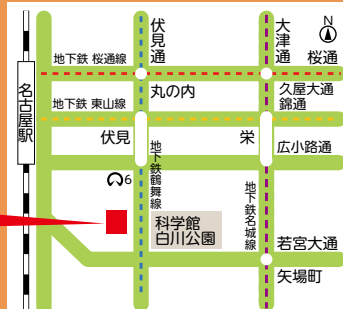 伏見通
大津通
N
地下鉄 桜通線
桜通
丸の内
久屋大通
錦通
名古屋駅
地下鉄 東山線
伏見
栄
広小路通
地下鉄鶴舞線
6
科学館
白川公園
地下鉄名城線
若宮大通
矢場町